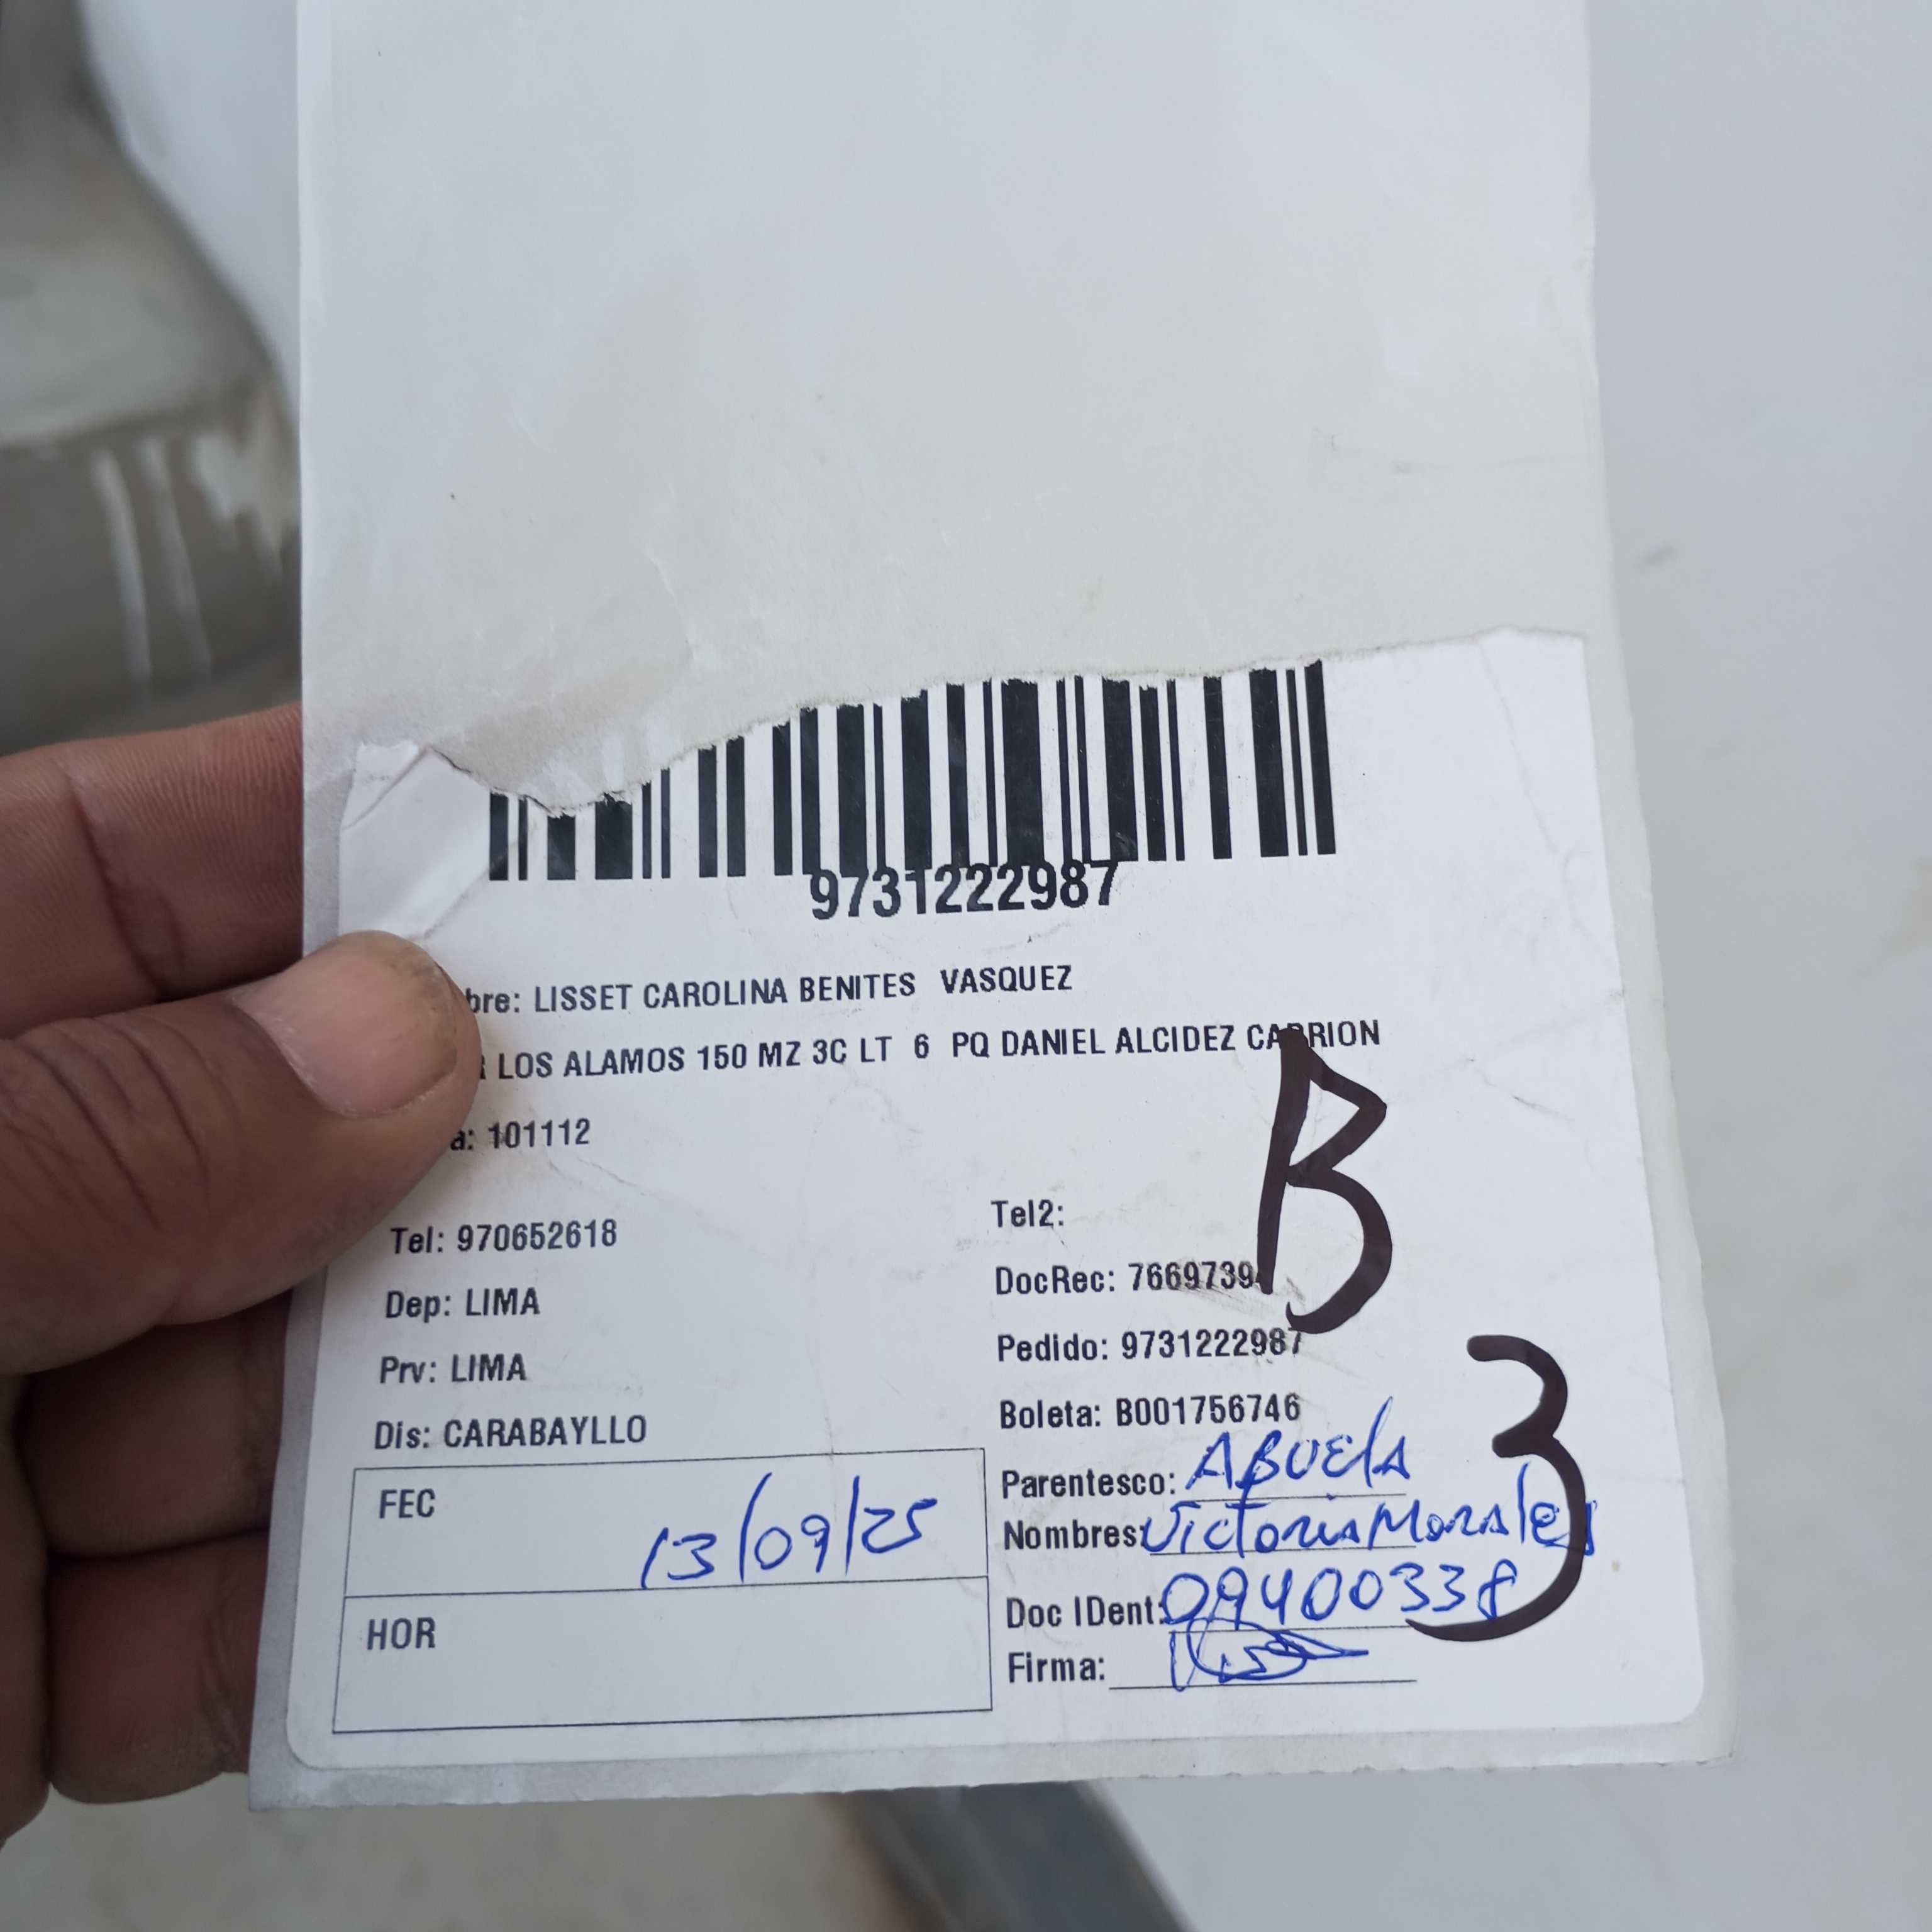 9731222987
bre: LISSET CAROLINA BENITES VASQUEZ
LOS ALAMOS 150 MZ 3C LT 6 PQ DANIEL ALCIDEZ CARRION
a: 101112
Tel: 970652618
Tel2:
Dep: LIMA
DocRec: 7669739
Prv: LIMA
Pedido: 9731222987
Dis: CARABAYLLO
Boleta: B001756746
B
3
FEC 13/09/25
HOR
Parentesco: ABUELA
Nombres: Victoria Morales
Doc IDent: 09400338
Firma: